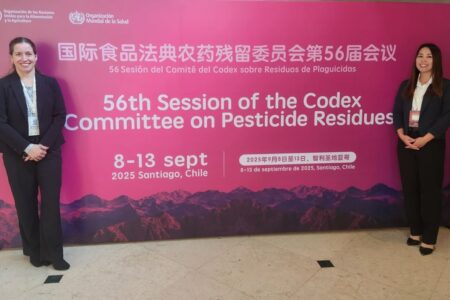 Organización de las Naciones
Unidas para la Alimentación
y la Agricultura
Organización
Mundial de la Salud
国际食品法典农药残留委员会第56届会议
56 Sesión del Comité del Codex sobre Residuos de Plaguicidas
56th Session of the Codex
Committee on Pesticide Residues
8-13 sept
2025 Santiago, Chile
2025年9月8日至13日，智利圣地亚哥
8-13 de septiembre de 2025, Santiago, Chile